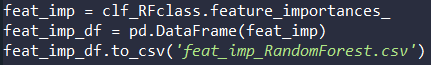 feat_imp = clf_RFclass.feature_importances_
feat_imp_df = pd.DataFrame(feat_imp)
feat_imp_df.to_csv('feat_imp_RandomForest.csv')